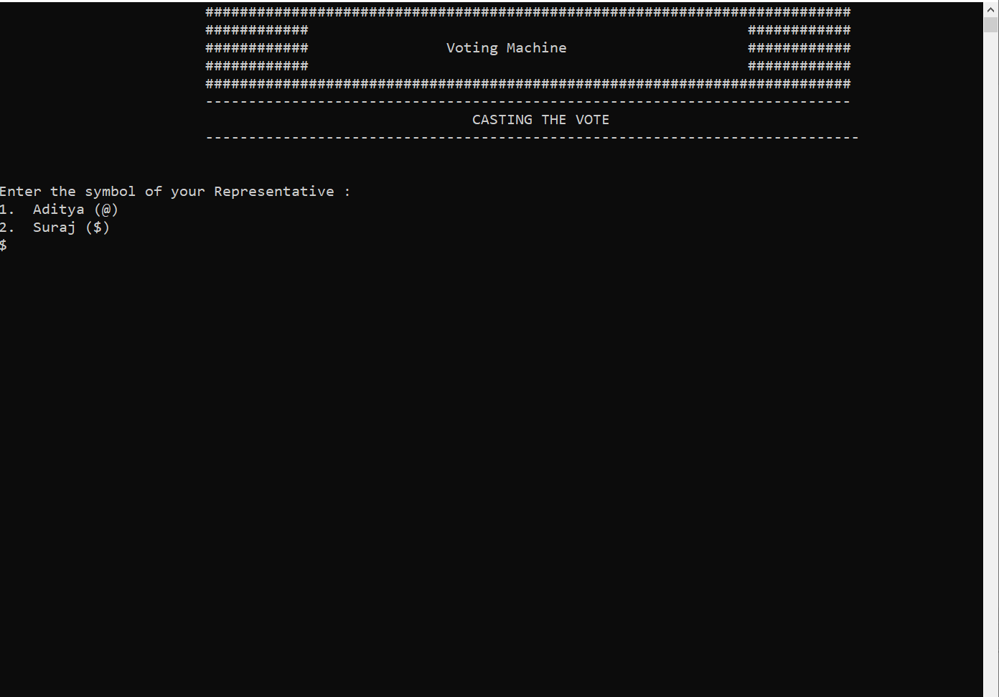 ###########################################################################
############                                                   ############
############                Voting Machine                     ############
############                                                   ############
###########################################################################
---------------------------------------------------------------------------
CASTING THE VOTE
----------------------------------------------------------------------------
Enter the symbol of your Representative :
1.  Aditya (@)
2.  Suraj ($)
$